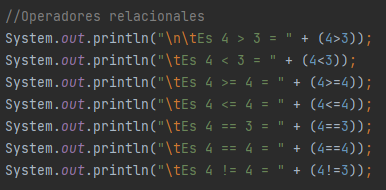 //Operadores relacionales
System.out.println("\n\tEs 4 > 3 = " + (4>3));
System.out.println("\tEs 4 < 3 = " + (4<3));
System.out.println("\tEs 4 >= 4 = " + (4>=4));
System.out.println("\tEs 4 <= 4 = " + (4<=4));
System.out.println("\tEs 4 == 3 = " + (4==3));
System.out.println("\tEs 4 == 4 = " + (4==4));
System.out.println("\tEs 4 != 4 = " + (4!=3));